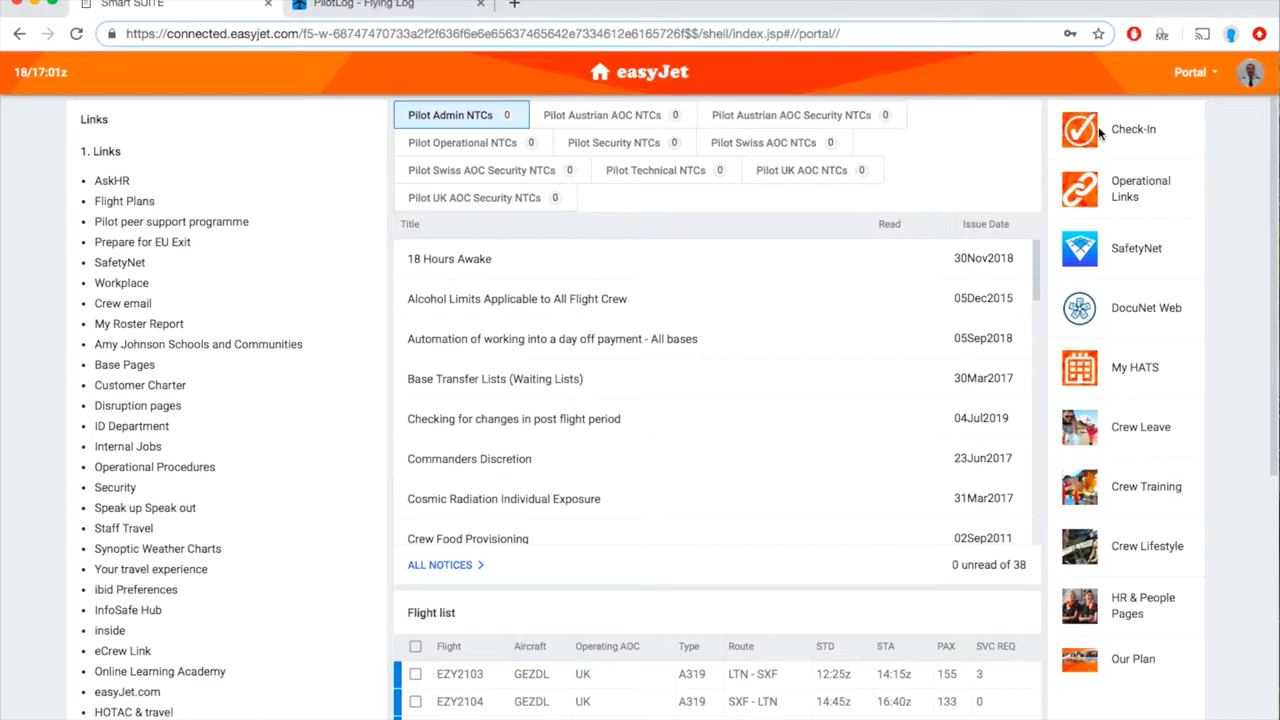 Smart SUITE
PilotLog - Flying Log
https://connected.easyjet.com/f5-w-68747470733a2f2f636f6e6e65637465642e7334612e6165726f$$/shell/index.jsp#//portal//
ME
18/17:01z
easyJet
Portal
Links
1. Links
AskHR
Flight Plans
Pilot peer support programme
Prepare for EU Exit
SafetyNet
Workplace
Crew email
My Roster Report
Amy Johnson Schools and Communities
Base Pages
Customer Charter
Disruption pages
ID Department
Internal Jobs
Operational Procedures
Security
Speak up Speak out
Staff Travel
Synoptic Weather Charts
Your travel experience
ibid Preferences
InfoSafe Hub
inside
eCrew Link
Online Learning Academy
easyJet.com
HOTAC & travel
Pilot Admin NTCs 0 Pilot Austrian AOC NTCs 0 Pilot Austrian AOC Security NTCs 0
Pilot Operational NTCs 0 Pilot Security NTCs 0 Pilot Swiss AOC NTCs 0
Pilot Swiss AOC Security NTCs 0 Pilot Technical NTCs 0 Pilot UK AOC NTCs 0
Pilot UK AOC Security NTCs 0
Title Read Issue Date
18 Hours Awake 30Nov2018
Alcohol Limits Applicable to All Flight Crew 05Dec2015
Automation of working into a day off payment - All bases 05Sep2018
Base Transfer Lists (Waiting Lists) 30Mar2017
Checking for changes in post flight period 04Jul2019
Commanders Discretion 23Jun2017
Cosmic Radiation Individual Exposure 31Mar2017
Crew Food Provisioning 02Sep2011
ALL NOTICES 0 unread of 38
Flight list
Flight Aircraft Operating AOC Type Route STD STA PAX SVC REQ
EZY2103 GEZDL UK A319 LTN - SXF 12:25z 14:15z 155 3
EZY2104 GEZDL UK A319 SXF - LTN 14:45z 16:40z 133 0
Check-In
Operational
Links
SafetyNet
DocuNet Web
My HATS
Crew Leave
Crew Training
Crew Lifestyle
HR & People
Pages
Our Plan